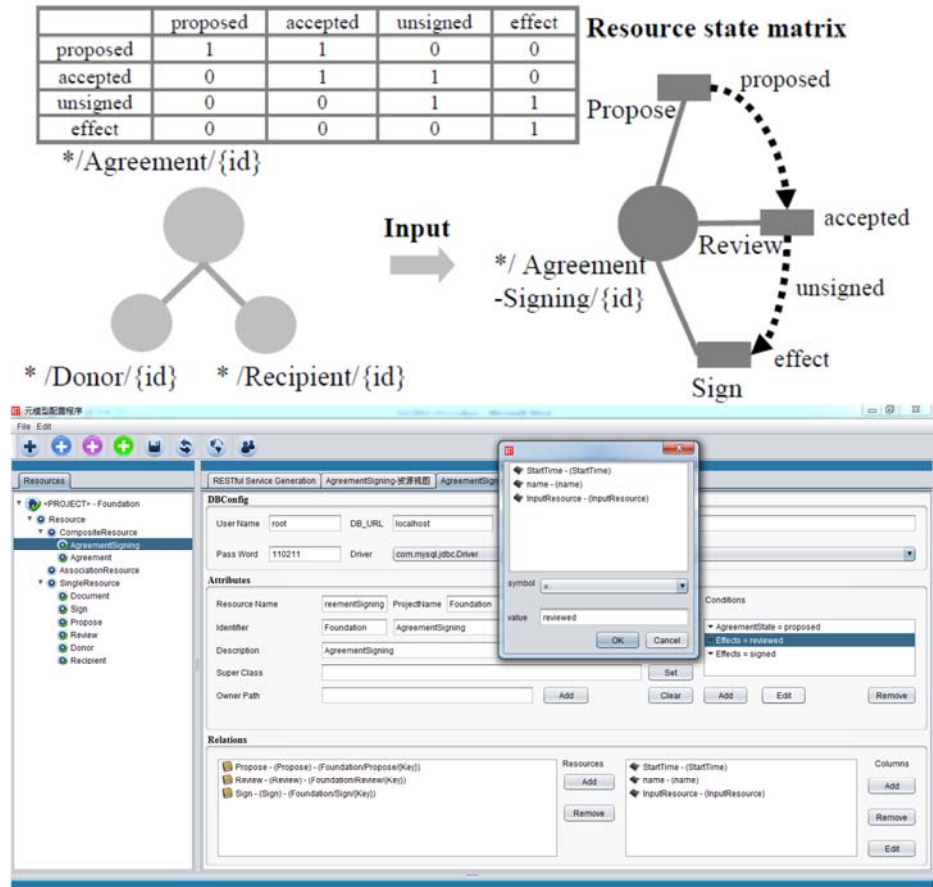 proposed accepted unsigned effect
proposed 1 1 0 0
accepted 0 1 1 0
unsigned 0 0 1 1
effect 0 0 0 1
Resource state matrix
*/Agreement/{id}
* /Donor/{id} * /Recipient/{id}
Input
proposed
Propose
accepted
Review
*/ Agreement
-Signing/{id}
unsigned
effect
Sign
元模型配置程序
File Edit
Resources
<PROJECT> - Foundation
Resource
CompositeResource
AgreementSigning
Agreement
AssociationResource
SingleResource
Document
Sign
Propose
Review
Donor
Recipient
RESTful Service Generation AgreementSigning-资源视图 AgreementSign
DBConfig
User Name root DB_URL localhost
Pass Word 110211 Driver com.mysql.jdbc.Driver
Attributes
Resource Name reementSigning ProjectName Foundation
Identifier Foundation AgreementSigning
Description AgreementSigning
Super Class Set
Owner Path Add Clear
Conditions
AgreementState = proposed
Effects = reviewed
Effects = signed
Add Edit Remove
StartTime - (StartTime)
name - (name)
InputResource - (InputResource)
symbol =
value reviewed
OK Cancel
Relations
Propose - (Propose) - (Foundation/Propose/{Key})
Review - (Review) - (Foundation/Review/{Key})
Sign - (Sign) - (Foundation/Sign/{Key})
Resources
Add
Remove
StartTime - (StartTime)
name - (name)
InputResource - (InputResource)
Columns
Add
Remove
Edit